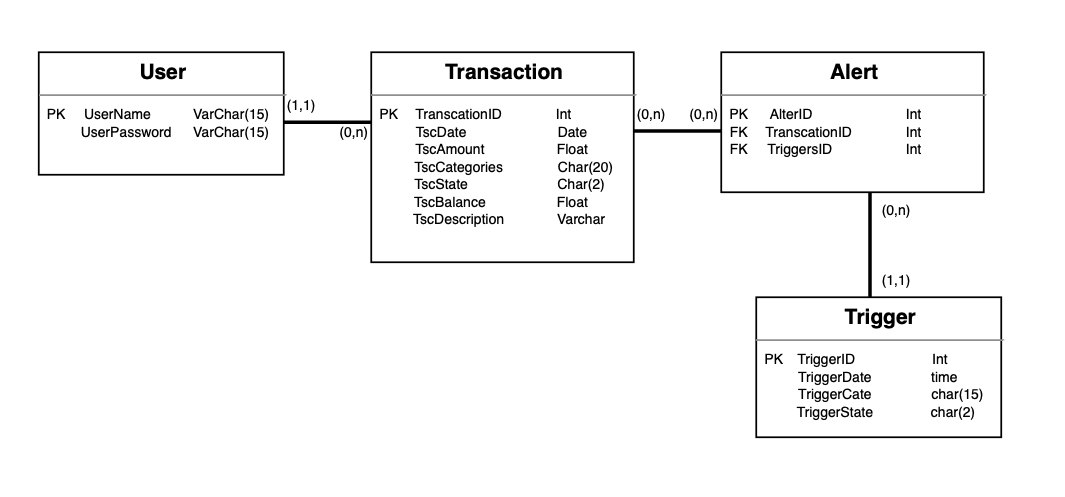 User
PK UserName VarChar(15)
UserPassword VarChar(15)
(1,1)
(0,n)
Transaction
PK TranscationID Int
TscDate Date
TscAmount Float
TscCategories Char(20)
TscState Char(2)
TscBalance Float
TscDescription Varchar
(0,n)
(0,n)
Alert
PK AlterID Int
FK TranscationID Int
FK TriggersID Int
(0,n)
(1,1)
Trigger
PK TriggerID Int
TriggerDate time
TriggerCate char(15)
TriggerState char(2)